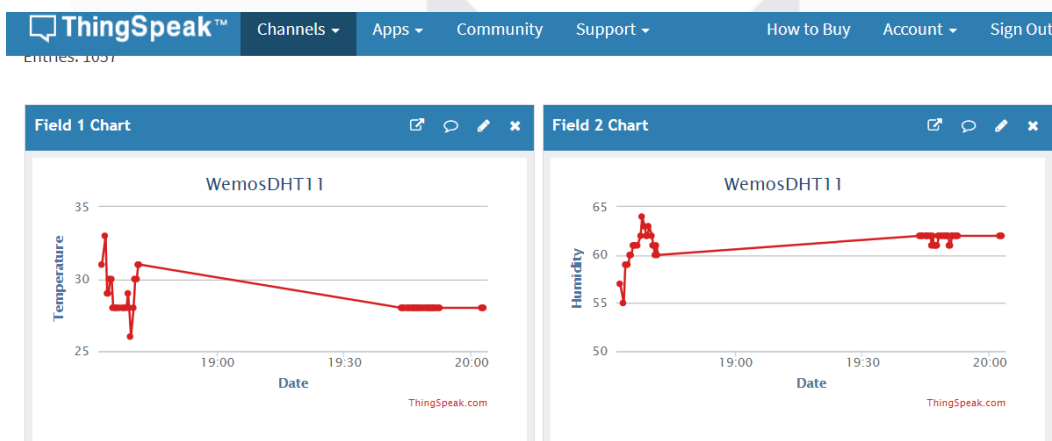 ThingSpeak™ Channels Apps Community Support How to Buy Account Sign Out
Entries: 1057
Field 1 Chart
WemosDHT11
35
30
25
Temperature
19:00 19:30 20:00
Date
ThingSpeak.com
Field 2 Chart
WemosDHT11
65
60
55
50
Humidity
19:00 19:30 20:00
Date
ThingSpeak.com